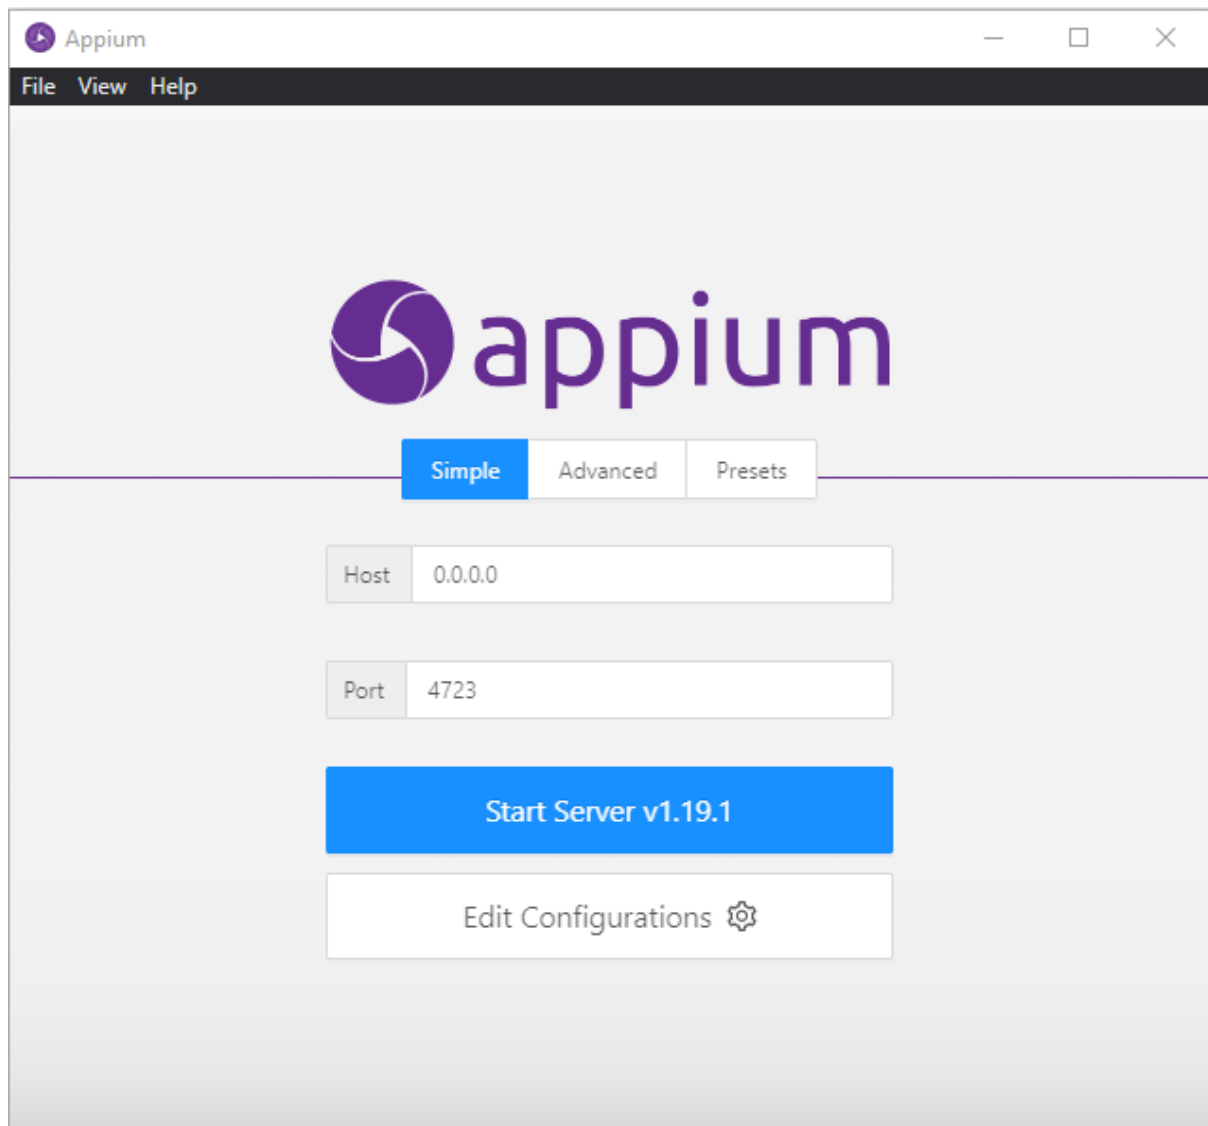 Appium
File View Help
appium
Simple Advanced Presets
Host 0.0.0.0
Port 4723
Start Server v1.19.1
Edit Configurations